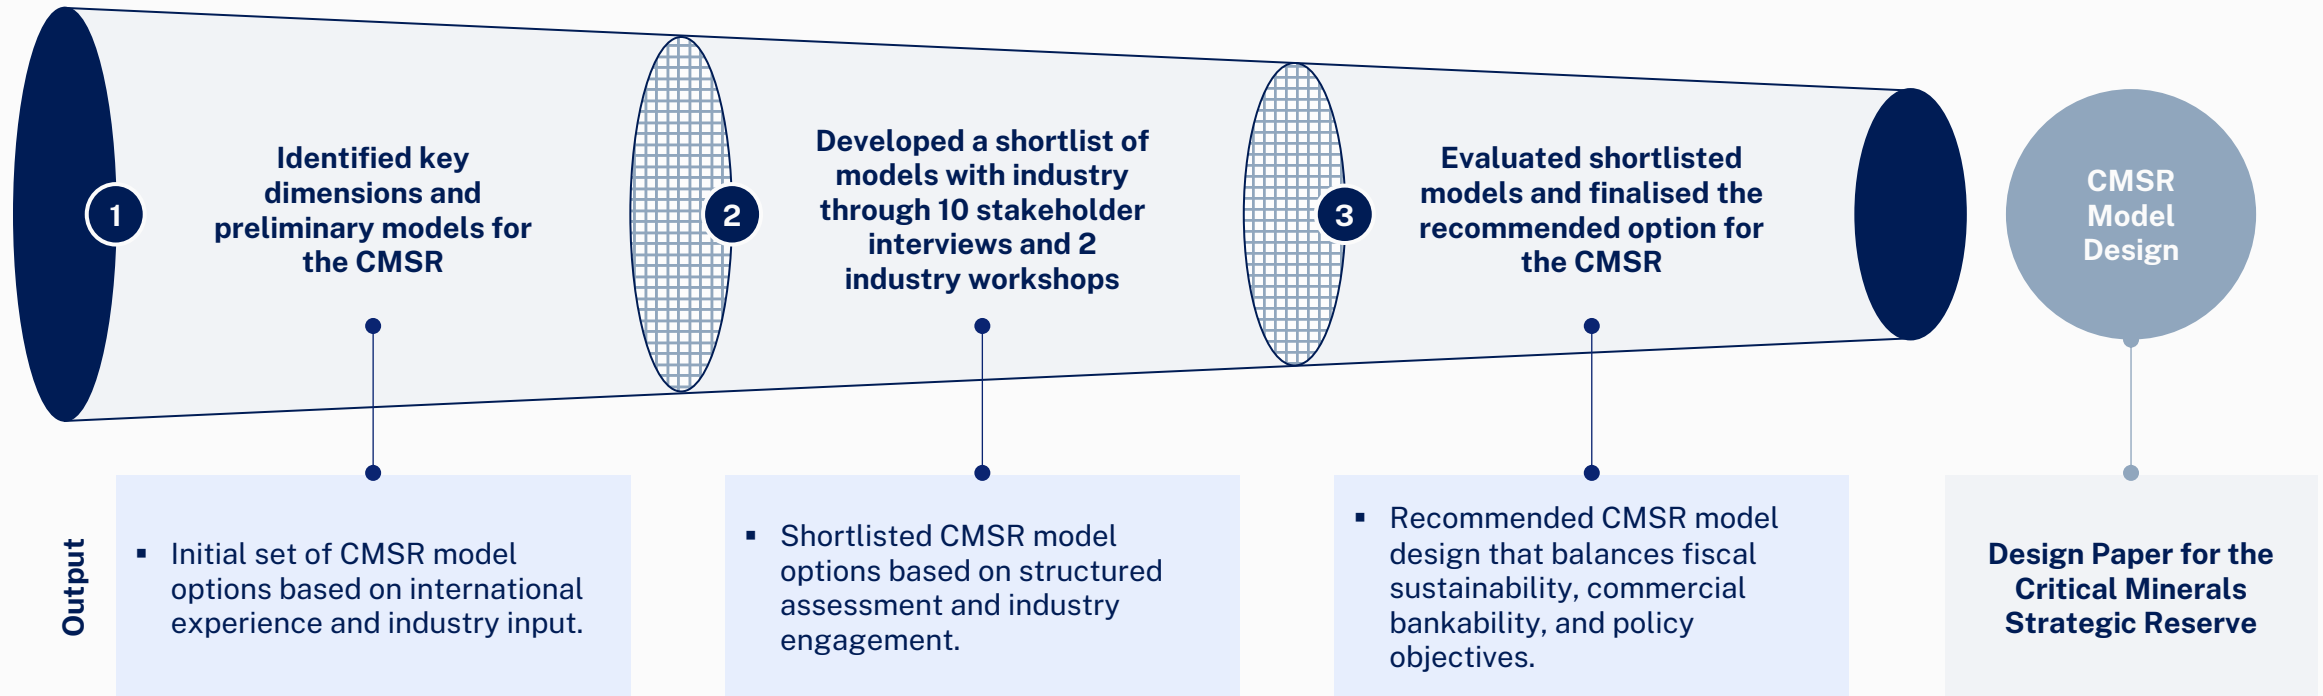 1
Identified key
dimensions and
preliminary models for
the CMSR
2
Developed a shortlist of
models with industry
through 10 stakeholder
interviews and 2
industry workshops
3
Evaluated shortlisted
models and finalised the
recommended option for
the CMSR
CMSR
Model
Design
Output
▪ Initial set of CMSR model
options based on international
experience and industry input.
▪ Shortlisted CMSR model
options based on structured
assessment and industry
engagement.
▪ Recommended CMSR model
design that balances fiscal
sustainability, commercial
bankability, and policy
objectives.
Design Paper for the
Critical Minerals
Strategic Reserve